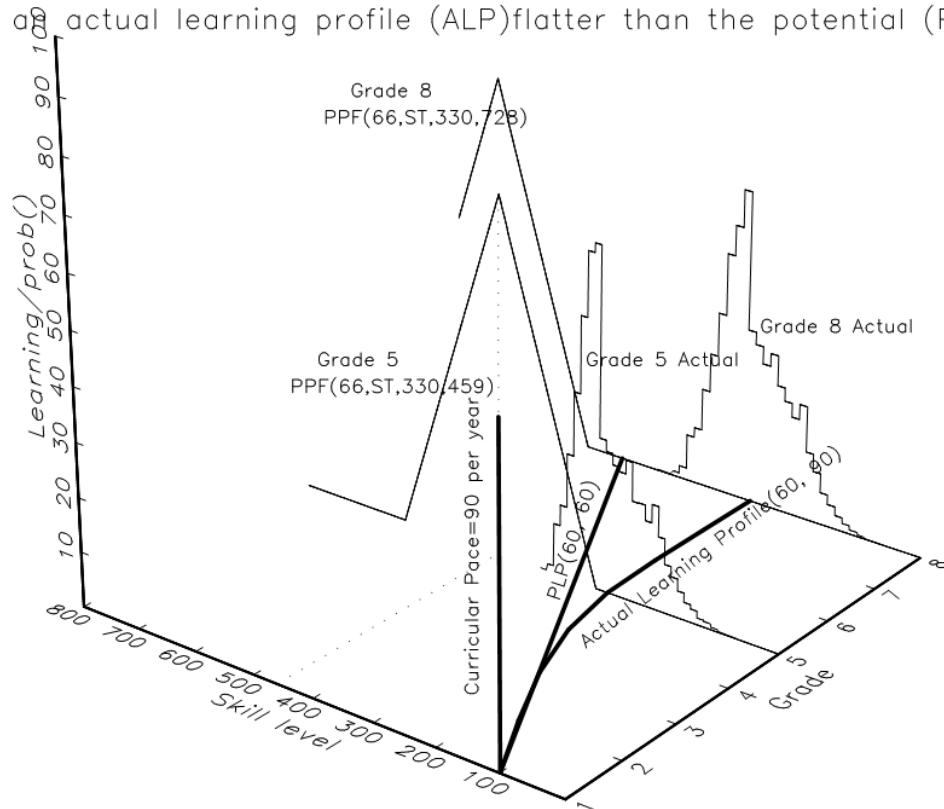 an actual learning profile (ALP)flatter than the potential (
Grade 8
PPF(66,ST,330,728)
Grade 8 Actual
Grade 5
PPF(66,ST,330,459)
Grade 5 Actual
Learning/prob()
100
90
80
70
60
50
40
30
20
10
Curricular Pace=90 per year
PLP(60, 60)
Actual Learning Profile(60, 90)
800
700
600
500
400
300
200
100
Skill level
1
2
3
4
5
6
7
8
Grade